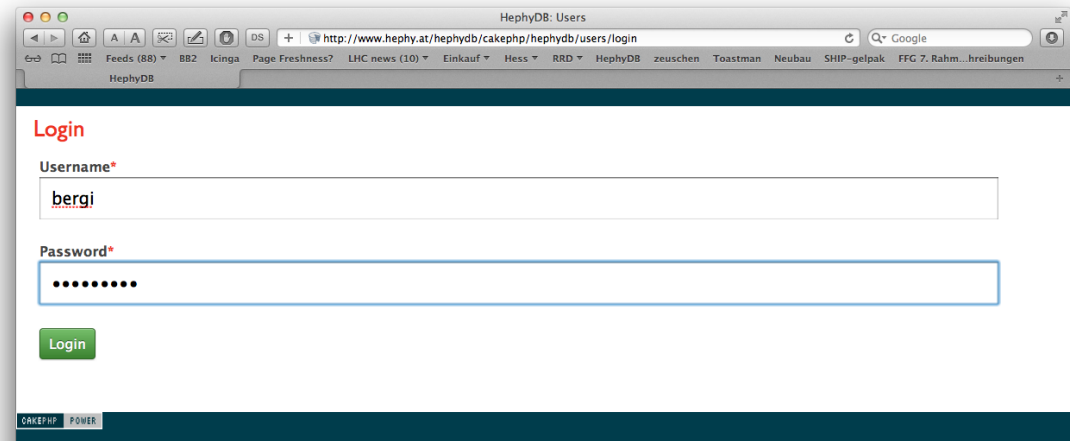 HephyDB: Users
A A DS + http://www.hephy.at/hephydb/cakephp/hephydb/users/login Google
Feeds (88) BB2 Icinga Page Freshness? LHC news (10) Einkauf Hess RRD HephyDB zeuschen Toastman Neubau SHIP-gelpak FFG 7. Rahm...hreibungen
HephyDB +
Login
Username*
bergi
Password*
•••••••••
Login
CAKEPHP POWER